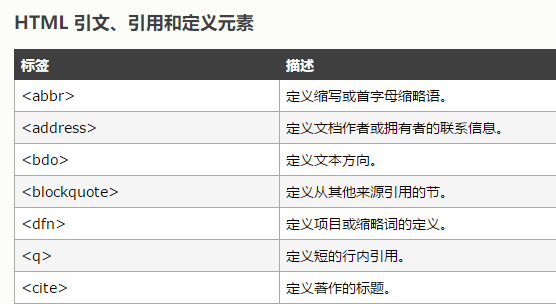 HTML 引文、引用和定义元素
标签 描述
<abbr> 定义缩写或首字母缩略语。
<address> 定义文档作者或拥有者的联系信息。
<bdo> 定义文本方向。
<blockquote> 定义从其他来源引用的节。
<dfn> 定义项目或缩略词的定义。
<q> 定义短的行内引用。
<cite> 定义著作的标题。